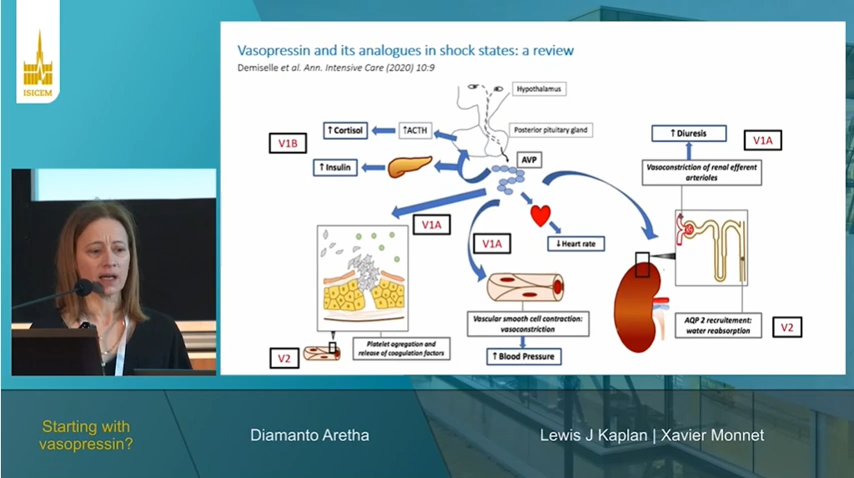 ISICEM
Vasopressin and its analogues in shock states: a review
Demiselle et al. Ann. Intensive Care (2020) 10:9
Hypothalamus
Posterior pituitary gland
↑ Cortisol
↑ACTH
V1B
↑ Insulin
AVP
↑ Diuresis
V1A
Vasoconstriction of renal efferent
arterioles
V1A
V1A
↓ Heart rate
Vascular smooth cell contraction:
vasoconstriction
↑ Blood Pressure
AQP 2 recruitement:
water reabsorption
V2
V2
Platelet agregation and
release of coagulation factors
Starting with
vasopressin?
Diamanto Aretha
Lewis J Kaplan | Xavier Monnet